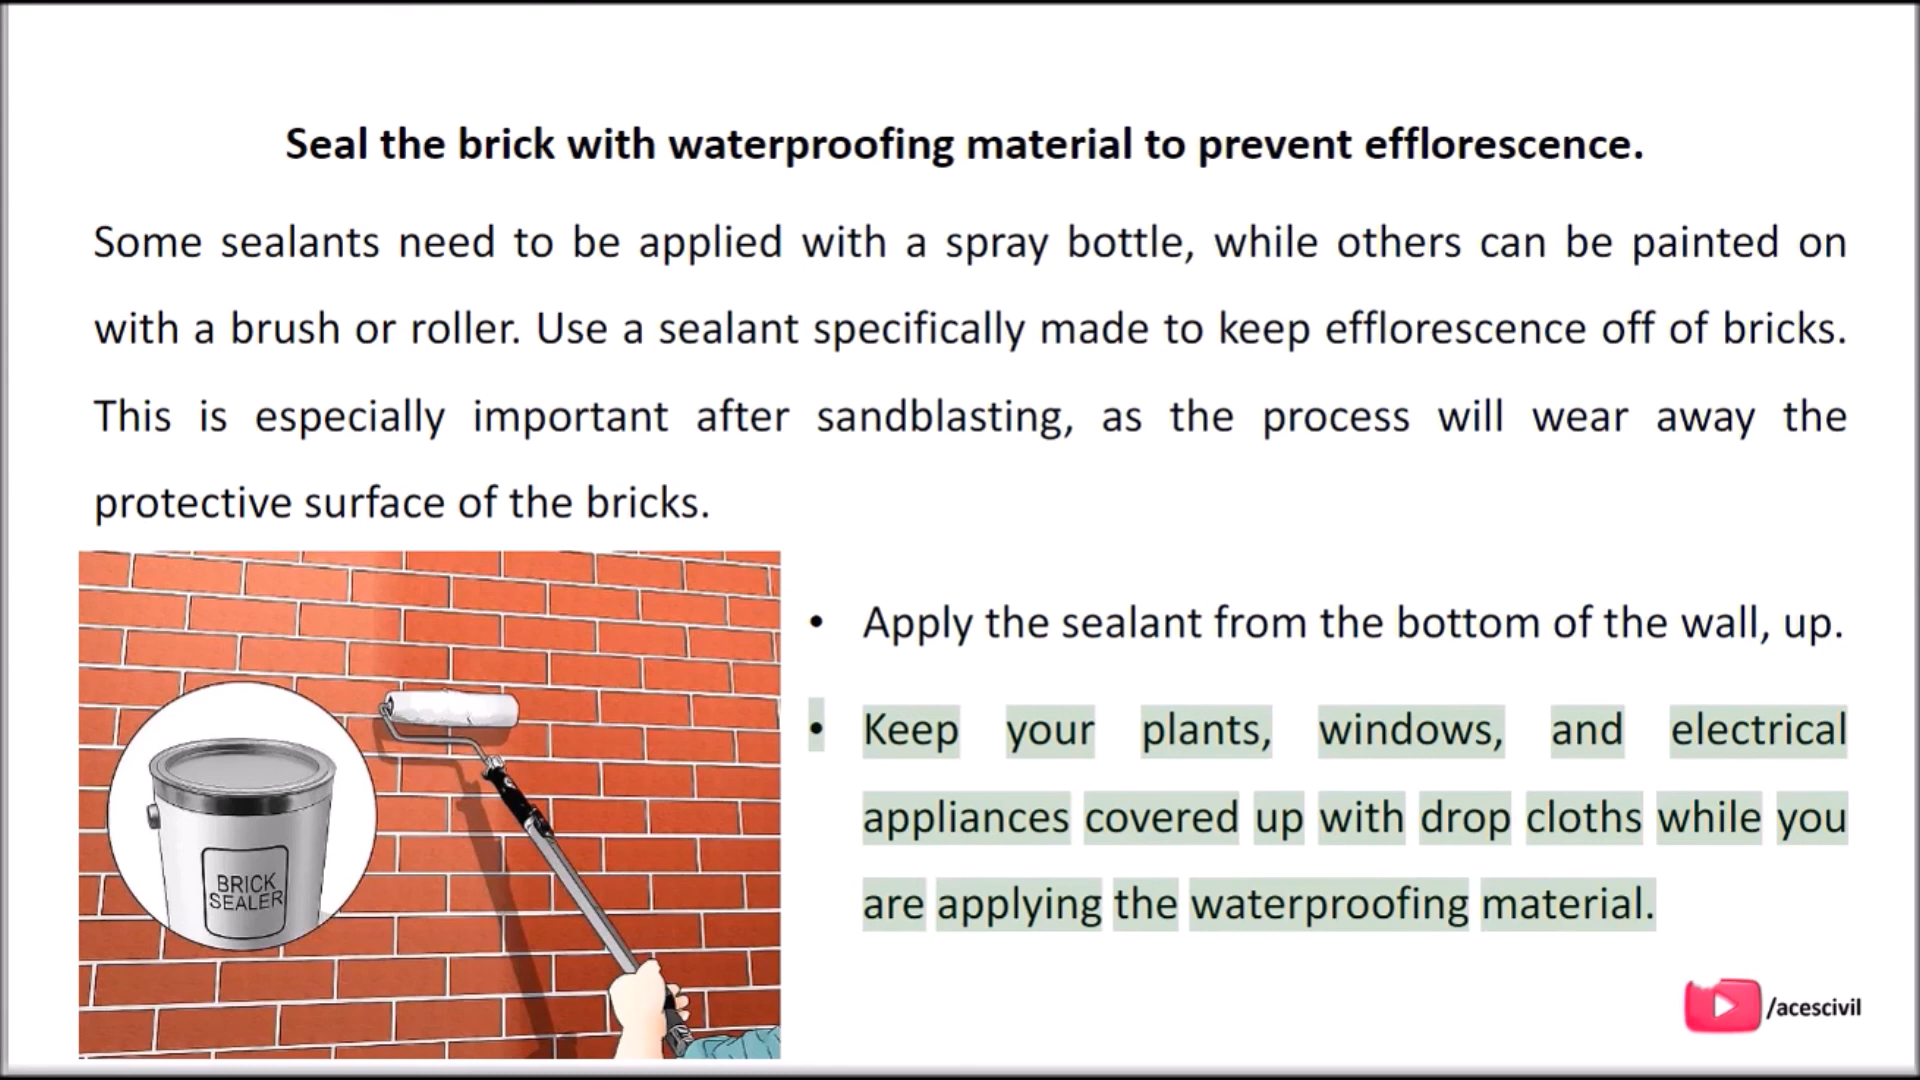 Seal the brick with waterproofing material to prevent efflorescence.
Some sealants need to be applied with a spray bottle, while others can be painted on
with a brush or roller. Use a sealant specifically made to keep efflorescence off of bricks.
This is especially important after sandblasting, as the process will wear away the
protective surface of the bricks.
• Apply the sealant from the bottom of the wall, up.
• Keep your plants, windows, and electrical
appliances covered up with drop cloths while you
are applying the waterproofing material.
BRICK
SEALER
/acescivil